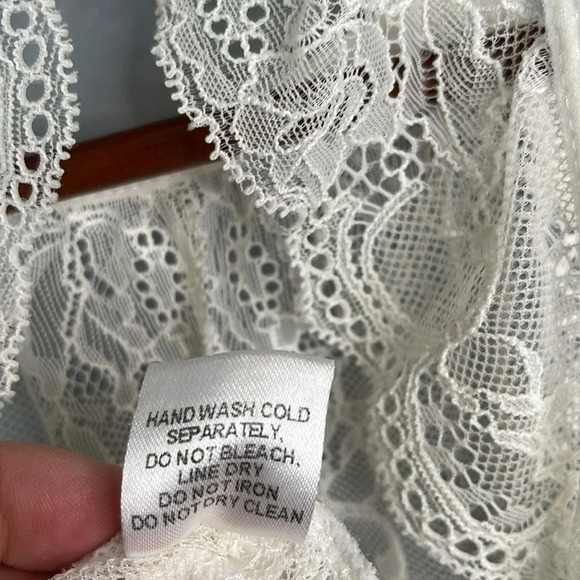 HAND WASH COLD
SEPARATELY,
DO NOT BLEACH,
LINE DRY
DO NOT IRON
DO NOT DRY CLEAN